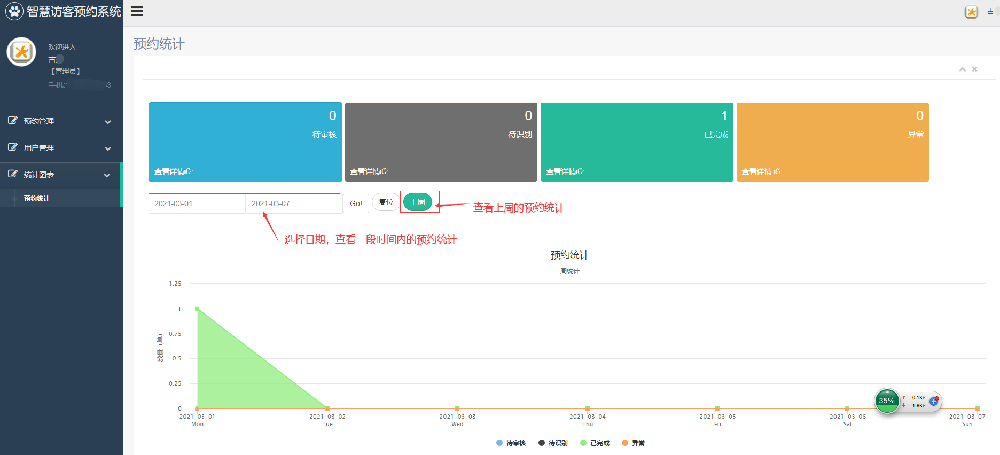 智慧访客预约系统
古
欢迎进入
古
【管理员】
手机:
3
预约管理
用户管理
统计图表
预约统计
预约统计
0
待审核
查看详情
0
待识别
查看详情
1
已完成
查看详情
0
异常
查看详情
2021-03-01
2021-03-07
Go!
复位
上周
查看上周的预约统计
选择日期，查看一段时间内的预约统计
预约统计
周统计
数量（单）
1.25
1
0.75
0.5
0.25
0
2021-03-01
Mon
2021-03-02
Tue
2021-03-03
Wed
2021-03-04
Thu
2021-03-05
Fri
2021-03-06
Sat
2021-03-07
Sun
35%
0.1K/s
1.8K/s
待审核
待识别
已完成
异常